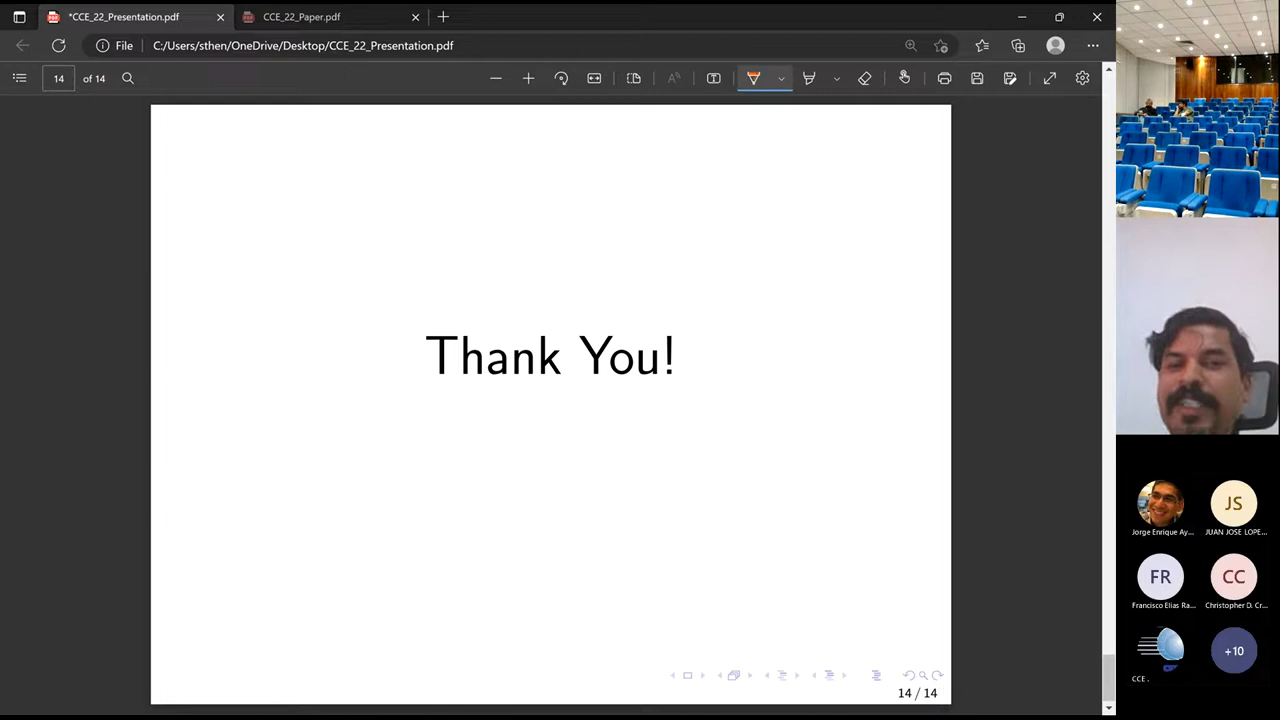 *CCE_22_Presentation.pdf
CCE_22_Paper.pdf
File
C:/Users/sthen/OneDrive/Desktop/CCE_22_Presentation.pdf
14
of 14
Thank You!
14 / 14
Jorge Enrique Ay...
JUAN JOSE LOPE...
JS
FR
CC
Francisco Elias Ra...
Christopher D. Cr...
CCE .
+10